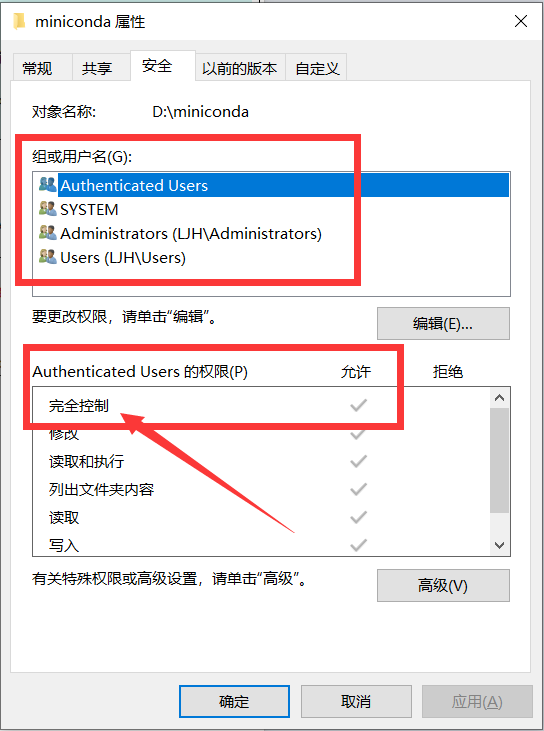 miniconda 属性
常规 共享 安全 以前的版本 自定义
对象名称: D:\miniconda
组或用户名(G):
Authenticated Users
SYSTEM
Administrators (LJH\Administrators)
Users (LJH\Users)
要更改权限，请单击“编辑”。
编辑(E)...
Authenticated Users 的权限(P) 允许 拒绝
完全控制
修改
读取和执行
列出文件夹内容
读取
写入
有关特殊权限或高级设置，请单击“高级”。
高级(V)
确定 取消 应用(A)